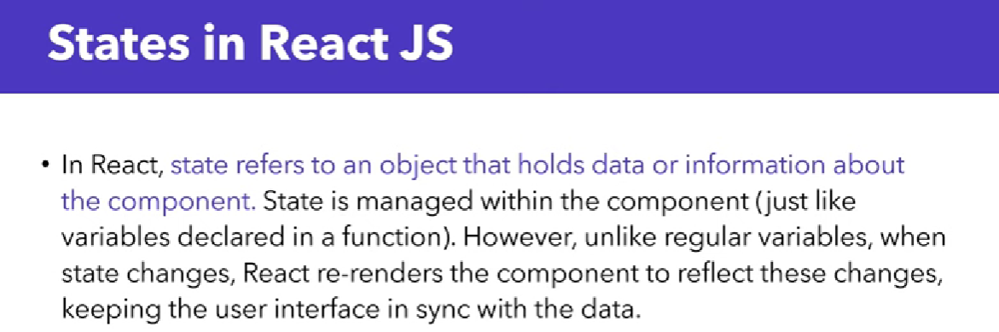 States in React JS
• In React, state refers to an object that holds data or information about
the component. State is managed within the component (just like
variables declared in a function). However, unlike regular variables, when
state changes, React re-renders the component to reflect these changes,
keeping the user interface in sync with the data.